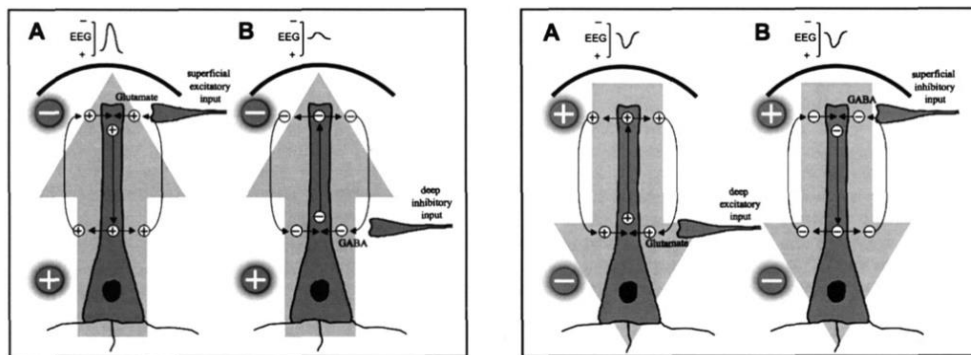 A
EEG
−
+
superficial
excitatory
input
Glutamate
B
EEG
−
+
deep
inhibitory
input
GABA
A
EEG
−
+
deep
excitatory
input
Glutamate
B
EEG
−
+
superficial
inhibitory
input
GABA